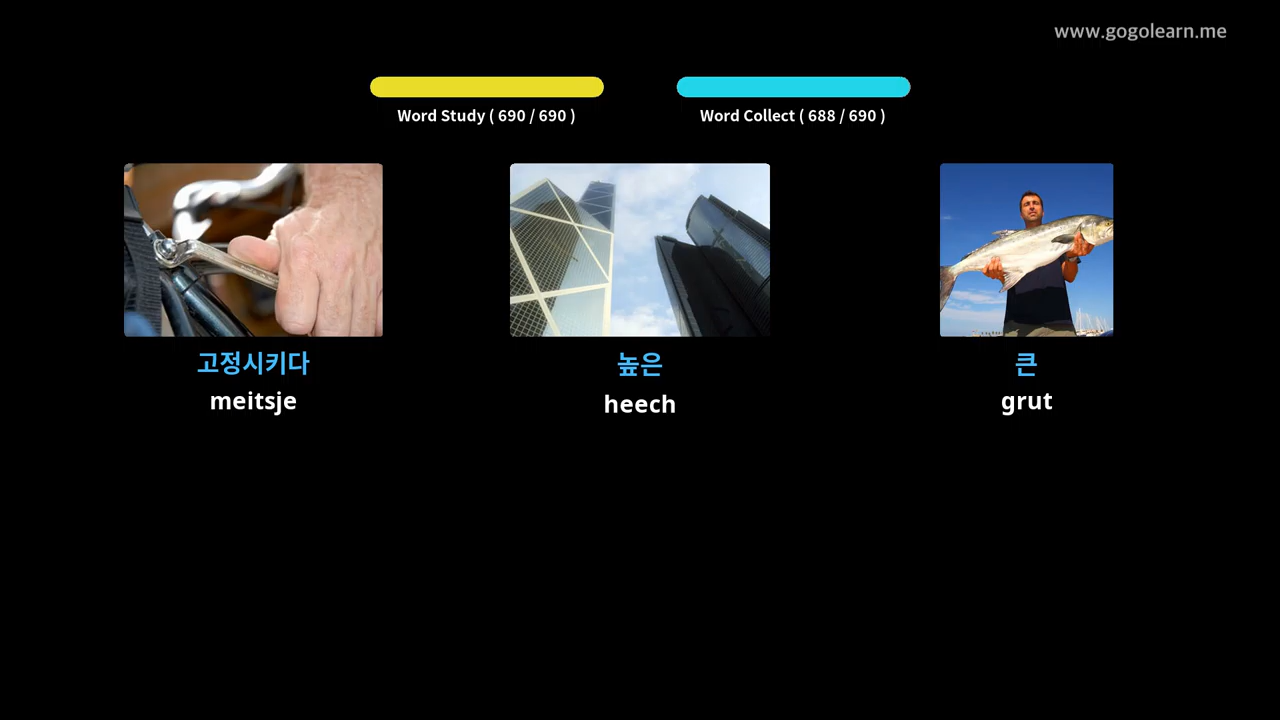 www.gogolearn.me
Word Study ( 690 / 690 )
Word Collect ( 688 / 690 )
고정시키다
meitsje
높은
heech
큰
grut